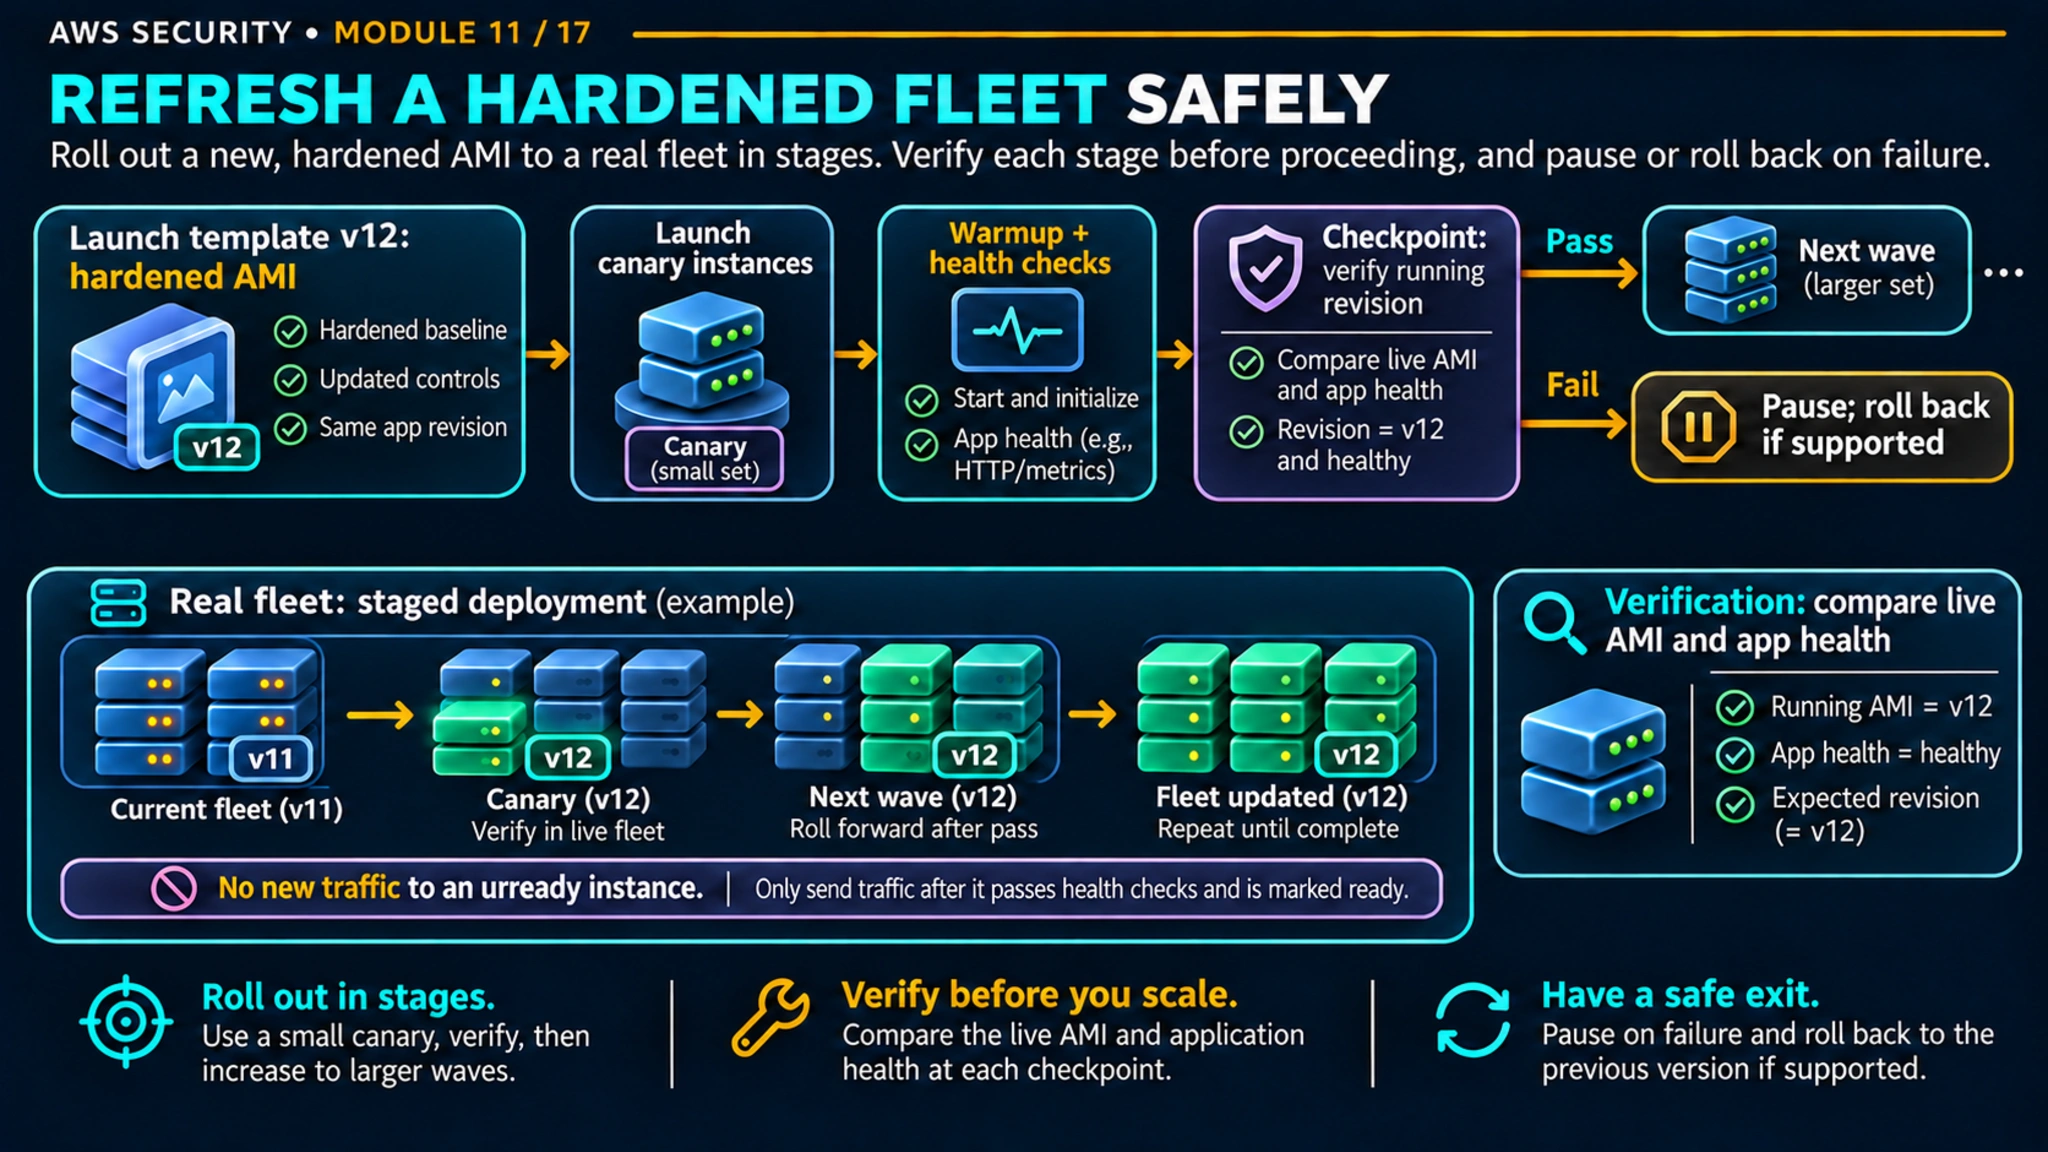 AWS SECURITY • MODULE 11 / 17
REFRESH A HARDENED FLEET SAFELY
Roll out a new, hardened AMI to a real fleet in stages. Verify each stage before proceeding, and pause or roll back on failure.
Launch template v12:
hardened AMI
Hardened baseline
Updated controls
Same app revision
v12
Launch
canary instances
Canary
(small set)
Warmup +
health checks
Start and initialize
App health (e.g.,
HTTP/metrics)
Checkpoint:
verify running
revision
Compare live AMI
and app health
Revision = v12
and healthy
Pass
Next wave
(larger set)
...
Fail
Pause; roll back
if supported
Real fleet: staged deployment (example)
v11
Current fleet (v11)
v12
Canary (v12)
Verify in live fleet
v12
Next wave (v12)
Roll forward after pass
v12
Fleet updated (v12)
Repeat until complete
No new traffic to an urready instance. | Only send traffic after it passes health checks and is marked ready.
Verification: compare live
AMI and app health
Running AMI = v12
App health = healthy
Expected revision
(= v12)
Roll out in stages.
Use a small canary, verify, then
increase to larger waves.
Verify before you scale.
Compare the live AMI and application
health at each checkpoint.
Have a safe exit.
Pause on failure and roll back to the
previous version if supported.